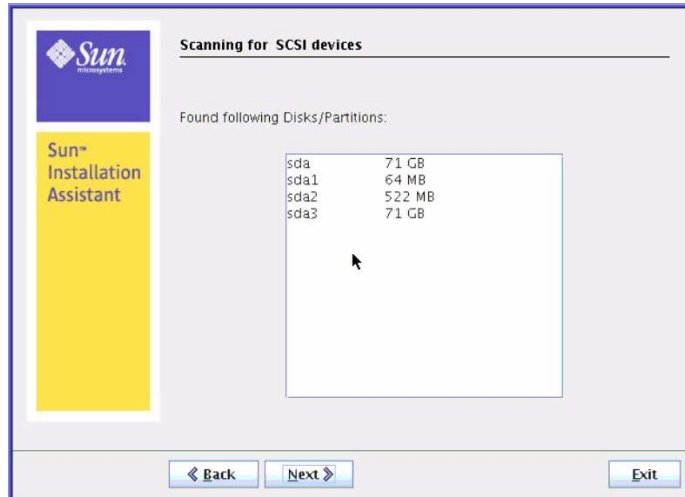 Sun
microsystems
Sun™
Installation
Assistant
Scanning for SCSI devices
Found following Disks/Partitions:
sda 71 GB
sda1 64 MB
sda2 522 MB
sda3 71 GB
Back
Next
Exit